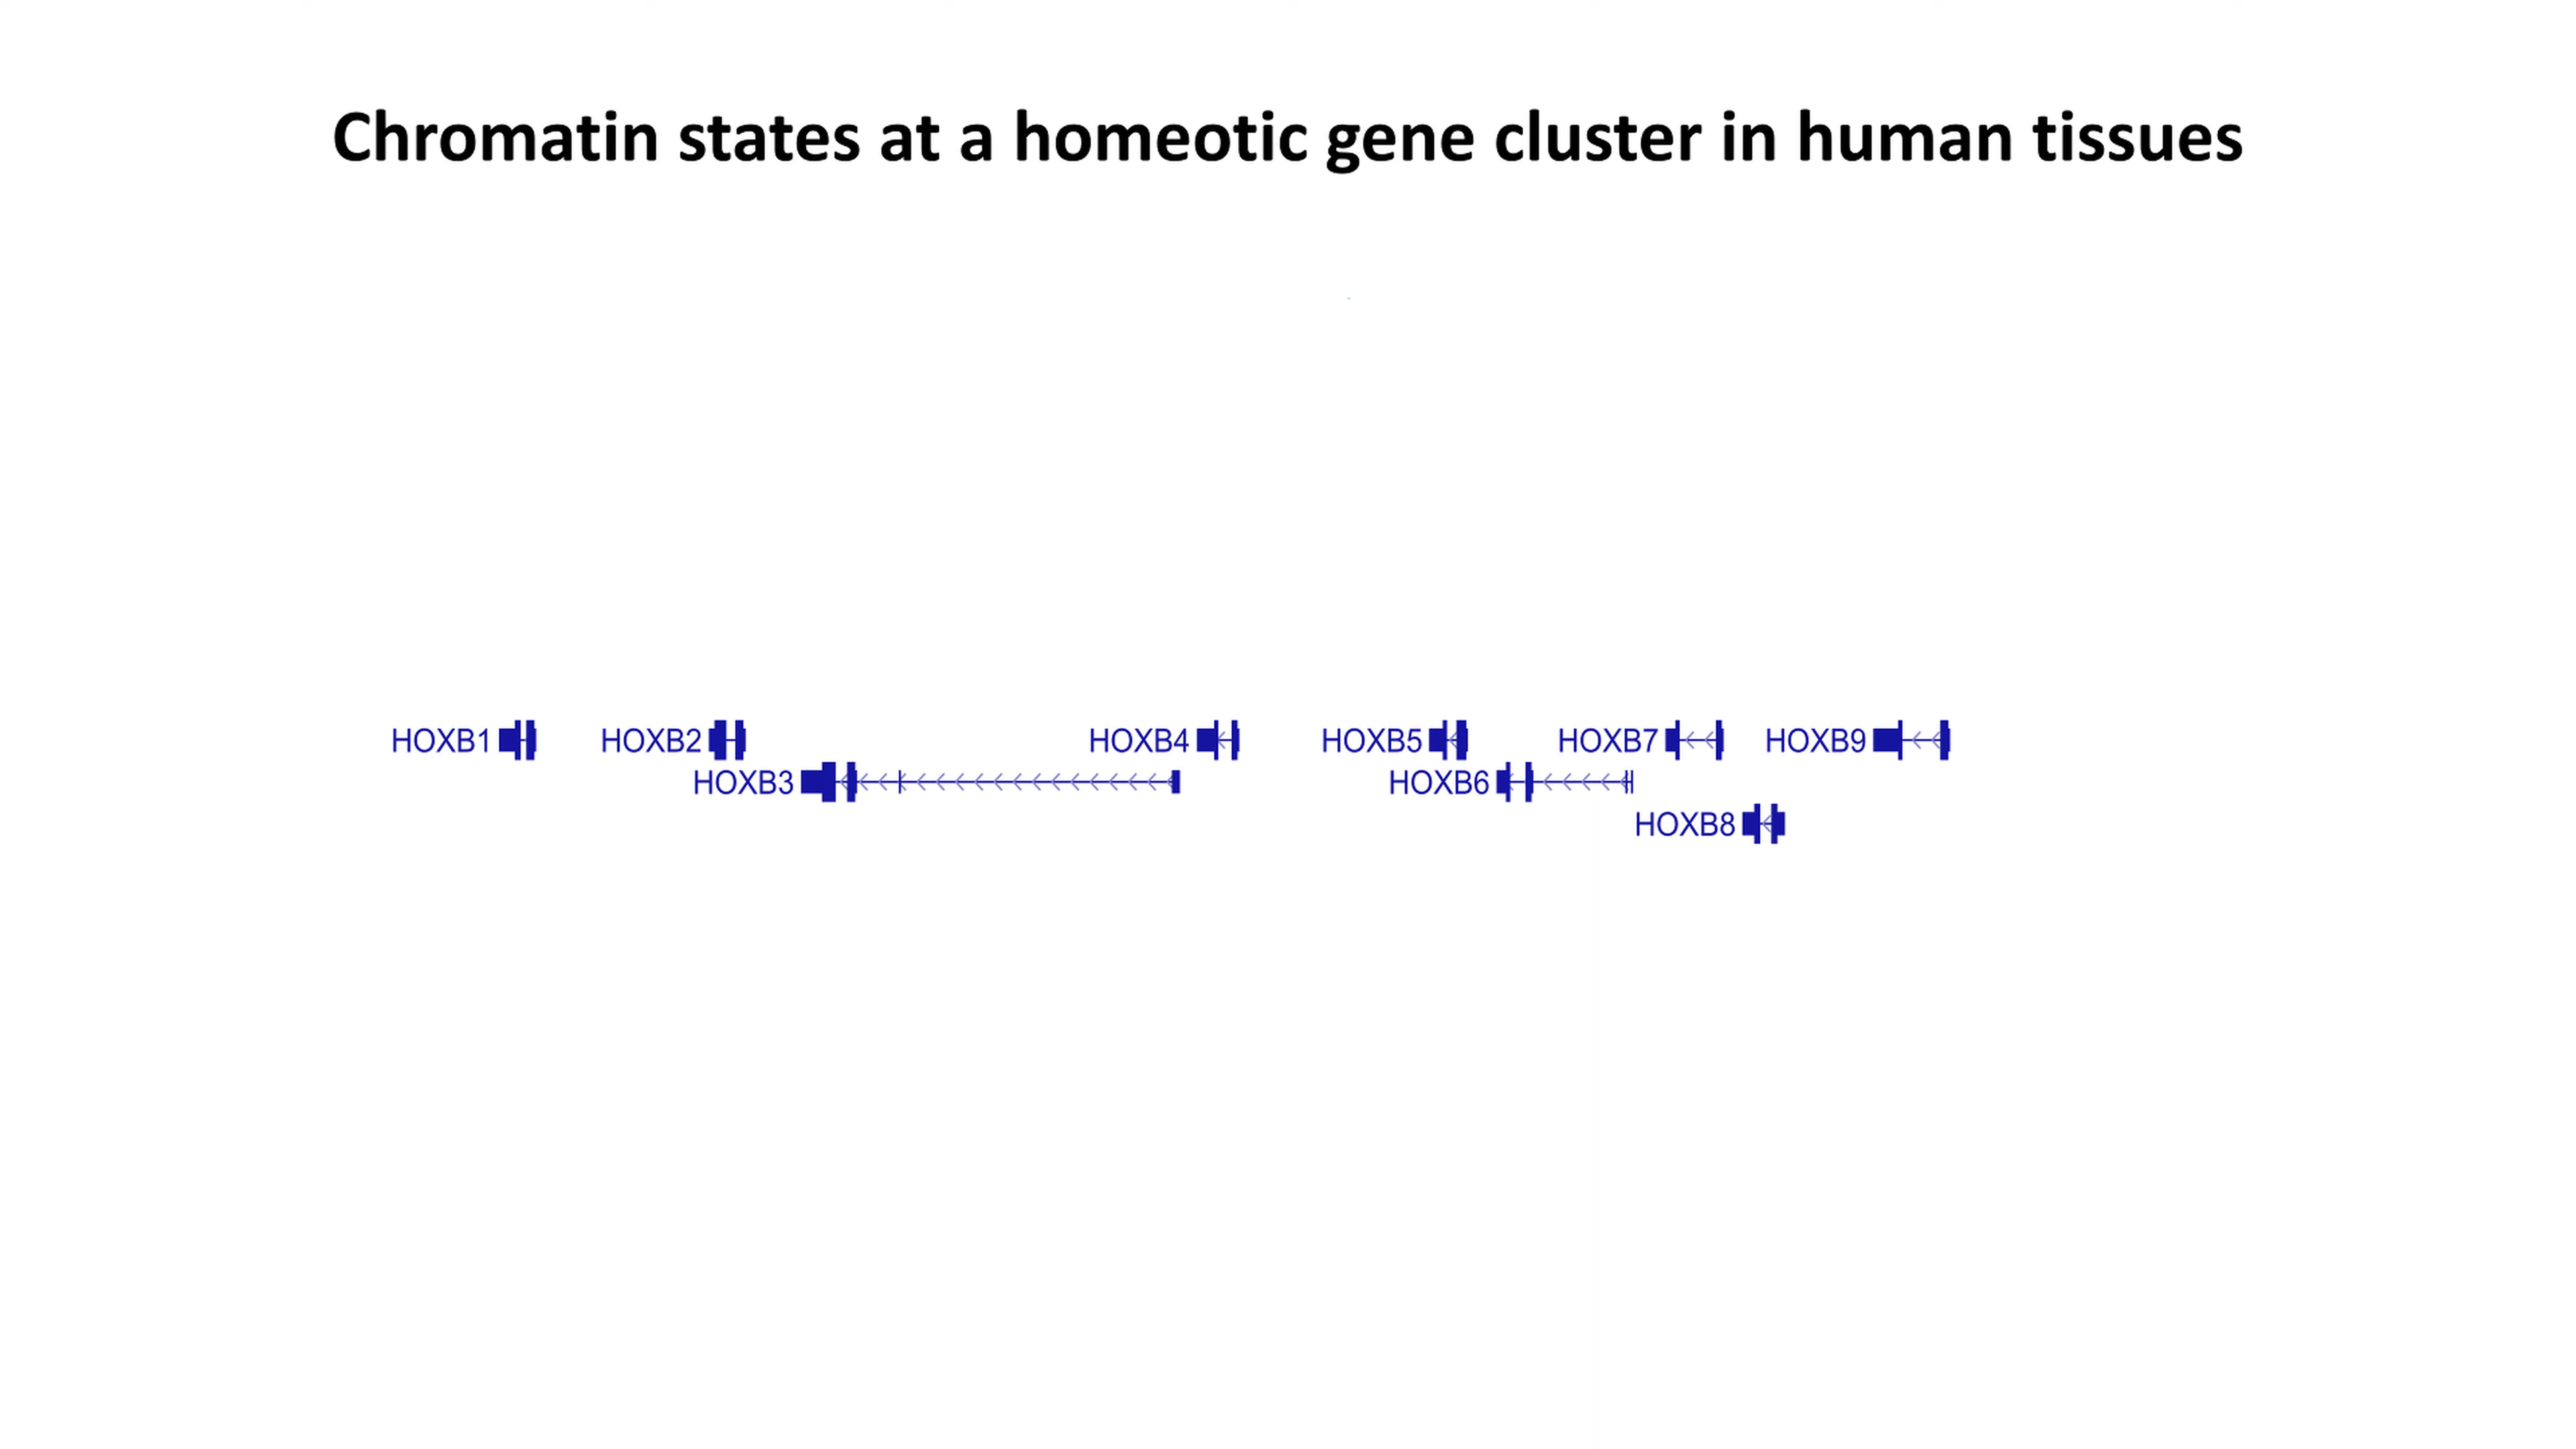 Chromatin states at a homeotic gene cluster in human tissues
HOXB1 HOXB2 HOXB4 HOXB5 HOXB7 HOXB9
HOXB3 HOXB6
HOXB8